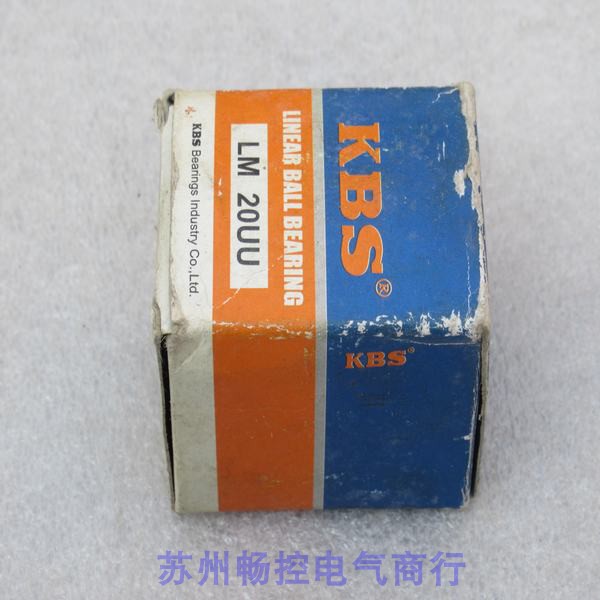 KBS®
LINEAR BALL BEARING
LM 20UU
KBS Bearings Industry Co.,Ltd.
KBS®
苏州畅控电气商行